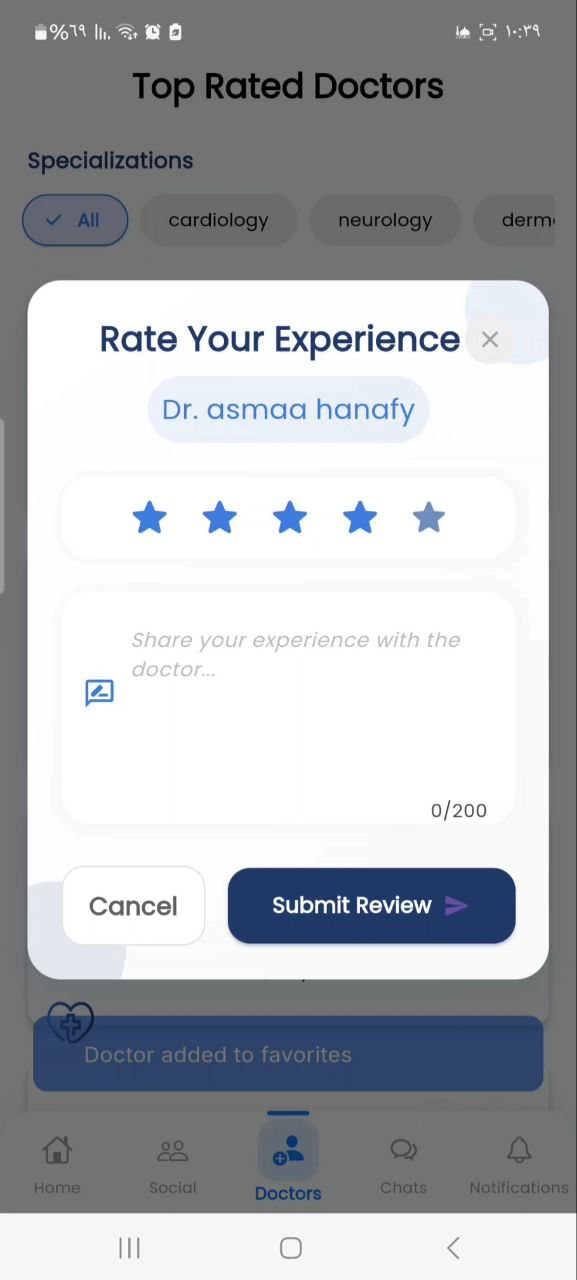 %٦٩ ١٠:٣٩
Top Rated Doctors
Specializations
All cardiology neurology derm
Rate Your Experience
Dr. asmaa hanafy
Share your experience with the
doctor...
0/200
Cancel Submit Review
Doctor added to favorites
Home Social Doctors Chats Notifications